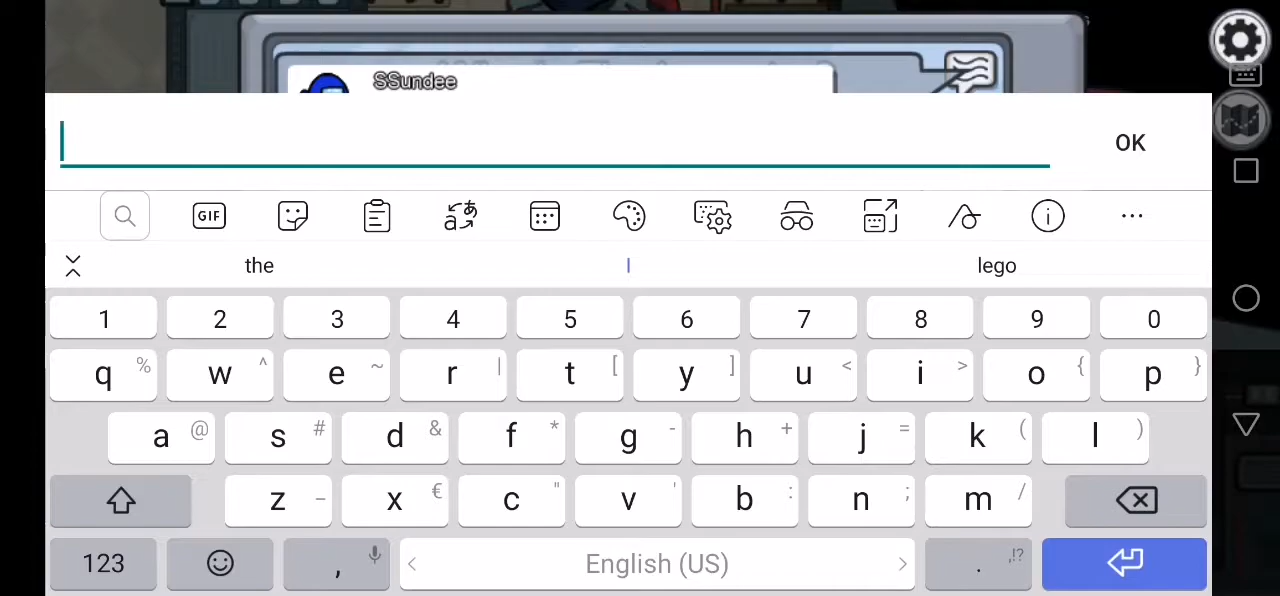 SSundee
OK
GIF
the I lego
1 2 3 4 5 6 7 8 9 0
q % w ^ e ~ r | t [ y ] u < i > o { p }
a @ s # d & f * g - h + j = k ( l )
z – x € c " v ' b : n ; m /
123 , < English (US) > . ,!?